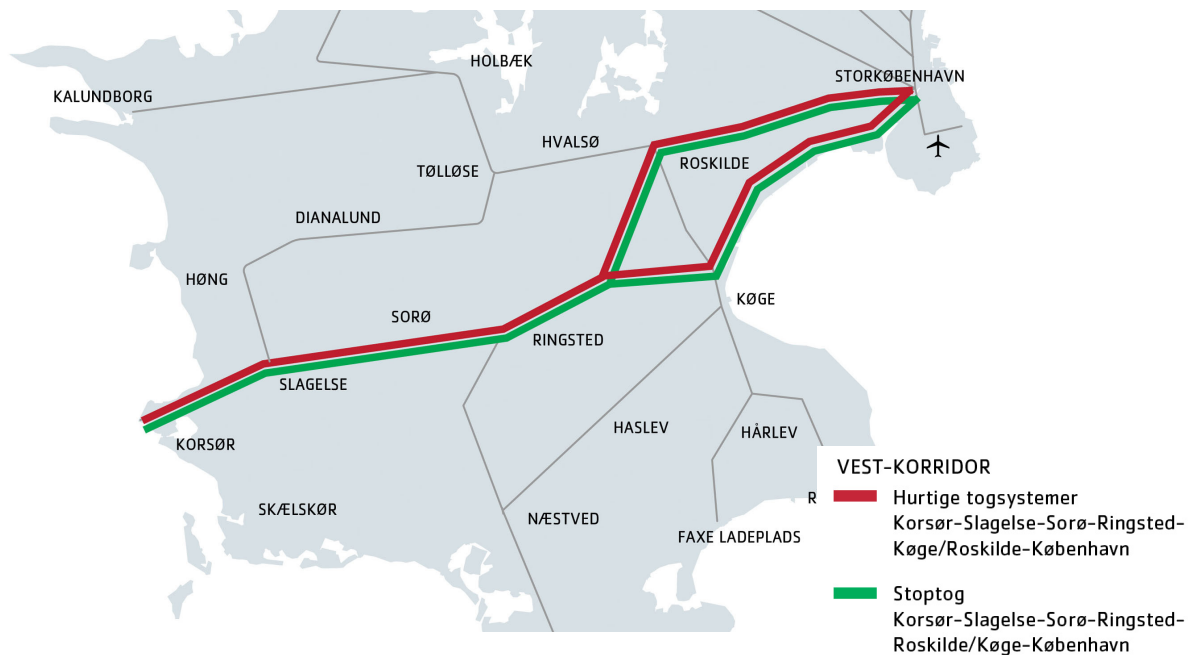 STORKØBENHAVN
HOLBÆK
KALUNDBORG
HVALSØ
ROSKILDE
TØLLØSE
DIANALUND
HØNG
KØGE
SORØ
RINGSTED
SLAGELSE
HASLEV
HÅRLEV
KORSØR
SKÆLSKØR
NÆSTVED
FAXE LADEPLADS
R
VEST-KORRIDOR
Hurtige togsystemer
Korsør-Slagelse-Sorø-Ringsted-
Køge/Roskilde-København
Stoptog
Korsør-Slagelse-Sorø-Ringsted-
Roskilde/Køge-København